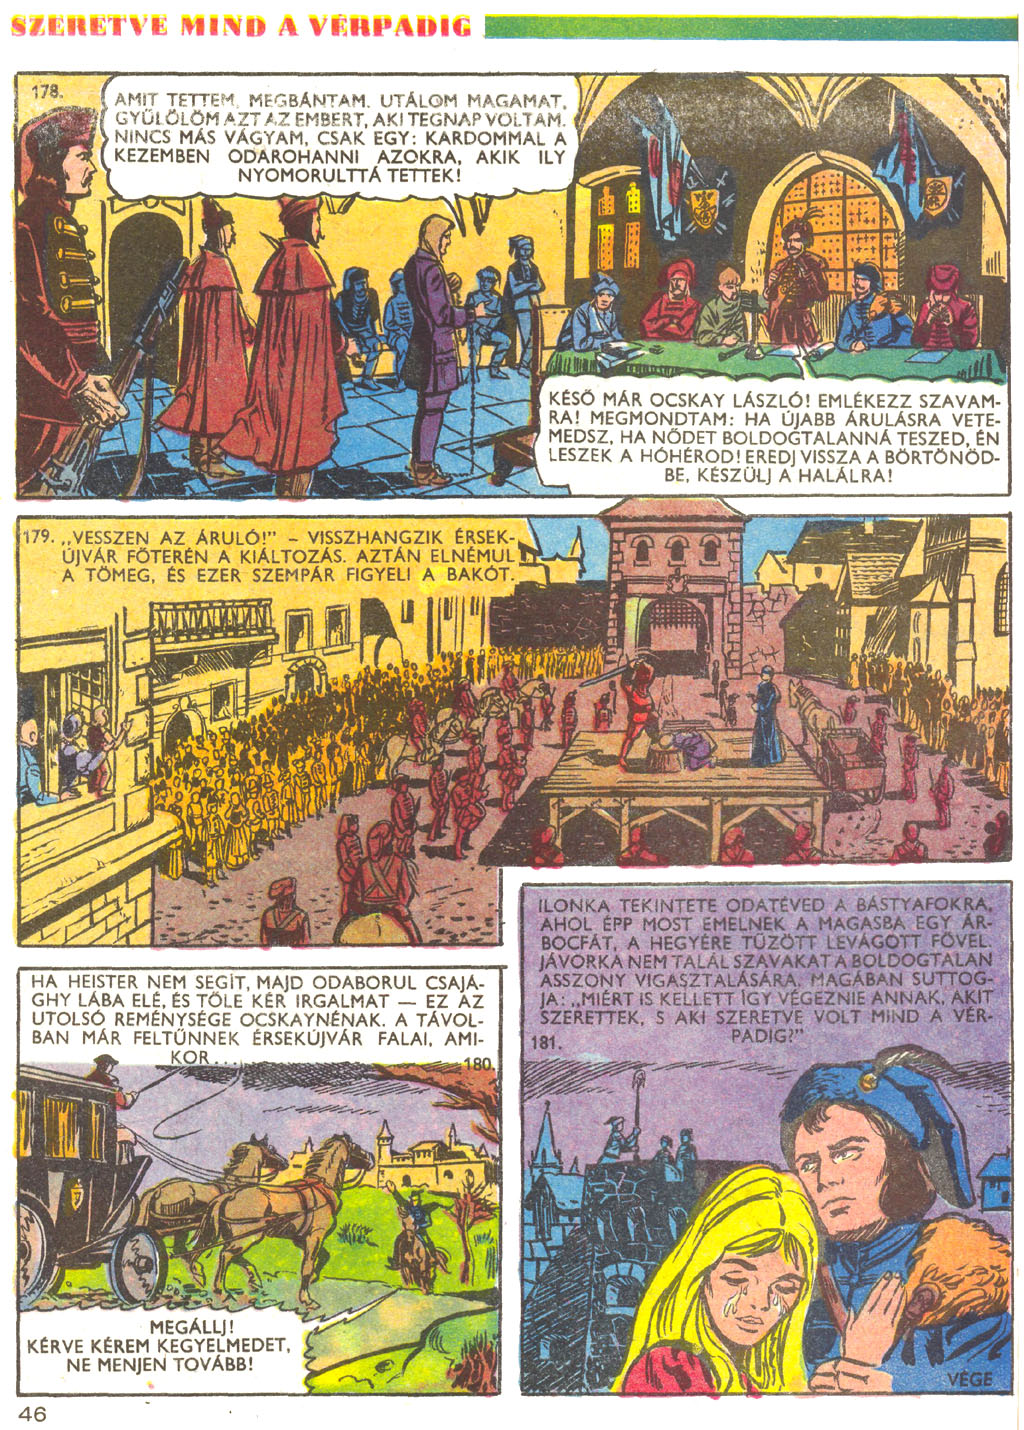 SZERETVE MIND A VÉRPADIG
178.
AMIT TETTEM, MEGBÁNTAM. UTÁLOM MAGAMAT,
GYŰLÖLÖM AZT AZ EMBERT, AKI TEGNAP VOLTAM.
NINCS MÁS VÁGYAM, CSAK EGY: KARDOMMAL A
KEZEMBEN ODAROHANNI AZOKRA, AKIK ILY
NYOMORULTTÁ TETTEK!
KÉSŐ MÁR OCSKAY LÁSZLÓ! EMLÉKEZZ SZAVAM-
RA! MEGMONDTAM: HA ÚJABB ÁRULÁSRA VETE-
MEDSZ, HA NŐDET BOLDOGTALANNÁ TESZED, ÉN
LESZEK A HÓHÉROD! EREDJ VISSZA A BÖRTÖNÖD-
BE, KÉSZÜLJ A HALÁLRA!
179. „VESSZEN AZ ÁRULÓ!" – VISSZHANGZIK ÉRSEK-
ÚJVÁR FŐTERÉN A KIÁLTOZÁS. AZTÁN ELNÉMUL
A TÖMEG, ÉS EZER SZEMPÁR FIGYELI A BAKÓT.
HA HEISTER NEM SEGÍT, MAJD ODABORUL CSAJÁ-
GHY LÁBA ELÉ, ÉS TŐLE KÉR IRGALMAT — EZ AZ
UTOLSÓ REMÉNYSÉGE OCSKAYNÉNAK. A TÁVOL-
BAN MÁR FELTŰNNEK ÉRSEKÚJVÁR FALAI, AMI-
KOR . . .
180.
MEGÁLLJ!
KÉRVE KÉREM KEGYELMEDET,
NE MENJEN TOVÁBB!
ILONKA TEKINTETE ODATÉVED A BÁSTYAFOKRA,
AHOL ÉPP MOST EMELNEK A MAGASBA EGY ÁR-
BOCFÁT, A HEGYÉRE TŰZÖTT LEVÁGOTT FŐVEL.
JÁVORKA NEM TALÁL SZAVAKAT A BOLDOGTALAN
ASSZONY VIGASZTALÁSÁRA, MAGÁBAN SUTTOG-
JA: „MIÉRT IS KELLETT ÍGY VÉGEZNIE ANNAK, AKIT
SZERETTEK, S AKI SZERETVE VOLT MIND A VÉR-
PADIG?"
181.
VÉGE
46